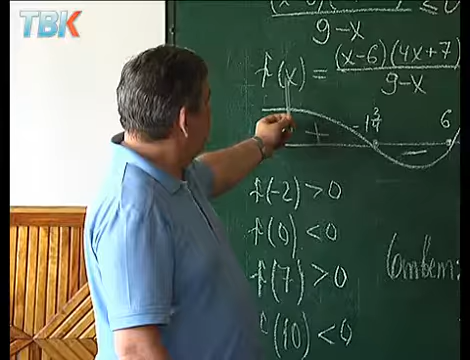 ТВК
9-x
≤ 0
f(x) = (x-6)(4x+7)
9-x
+ -1 3/4 - 6
f(-2) > 0
f(0) < 0
f(7) > 0
f(10) < 0
Ответ: